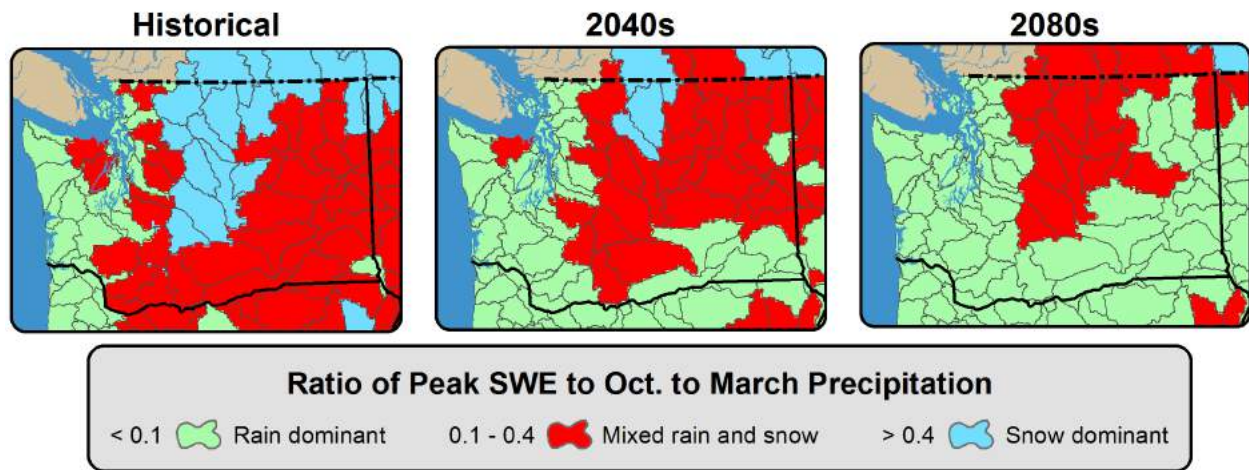 Historical
2040s
2080s
Ratio of Peak SWE to Oct. to March Precipitation
< 0.1 Rain dominant
0.1 - 0.4 Mixed rain and snow
> 0.4 Snow dominant